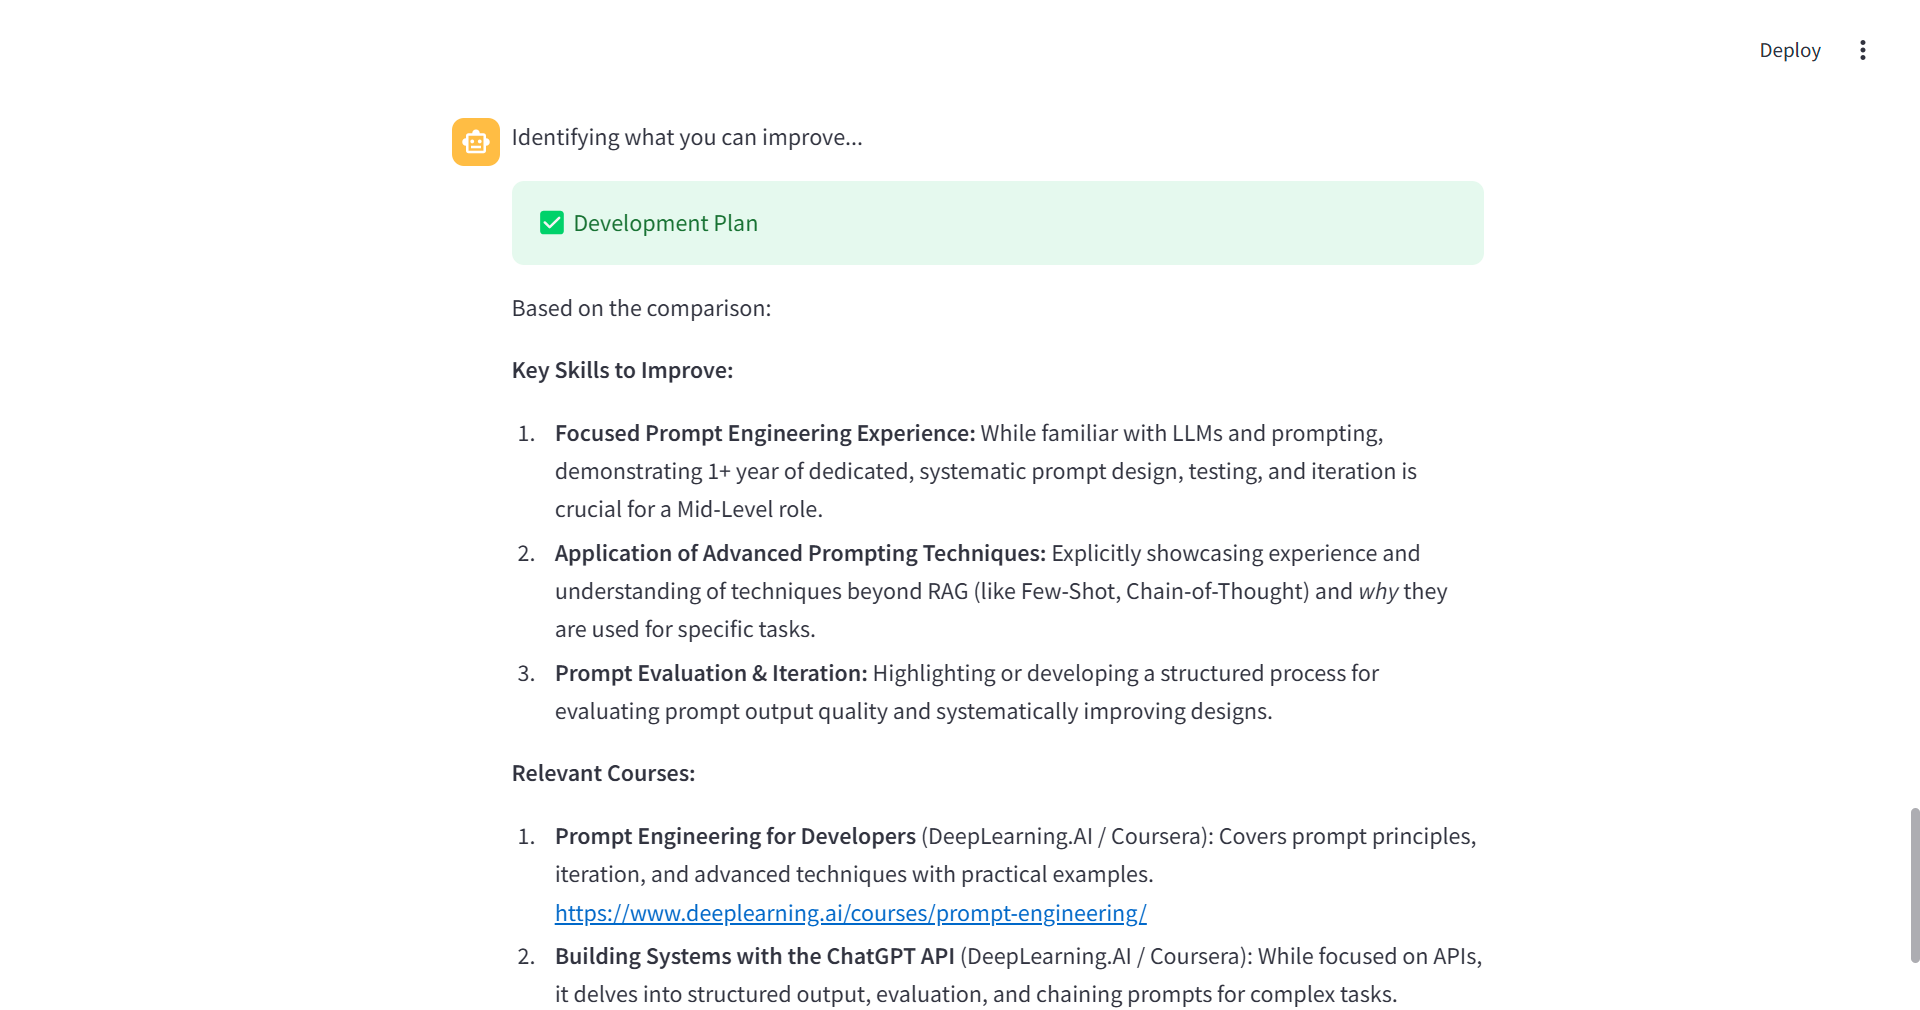 Deploy
Identifying what you can improve...
Development Plan
Based on the comparison:
Key Skills to Improve:
1. Focused Prompt Engineering Experience: While familiar with LLMs and prompting,
demonstrating 1+ year of dedicated, systematic prompt design, testing, and iteration is
crucial for a Mid-Level role.
2. Application of Advanced Prompting Techniques: Explicitly showcasing experience and
understanding of techniques beyond RAG (like Few-Shot, Chain-of-Thought) and why they
are used for specific tasks.
3. Prompt Evaluation & Iteration: Highlighting or developing a structured process for
evaluating prompt output quality and systematically improving designs.
Relevant Courses:
1. Prompt Engineering for Developers (DeepLearning.AI / Coursera): Covers prompt principles,
iteration, and advanced techniques with practical examples.
https://www.deeplearning.ai/courses/prompt-engineering/
2. Building Systems with the ChatGPT API (DeepLearning.AI / Coursera): While focused on APIs,
it delves into structured output, evaluation, and chaining prompts for complex tasks.